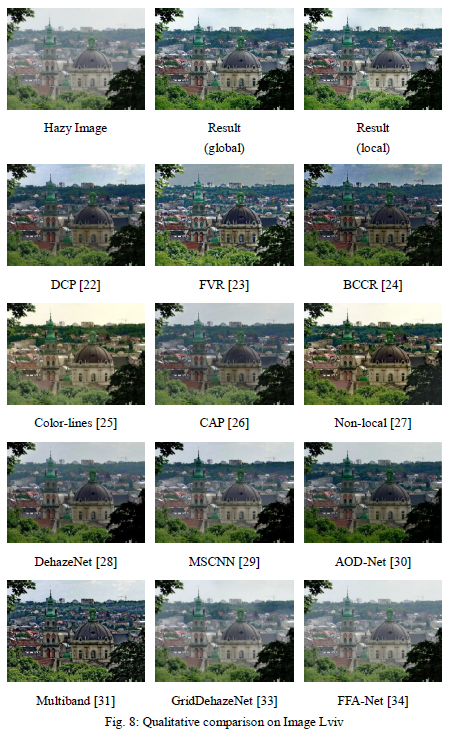 Hazy Image
Result
(global)
Result
(local)
DCP [22]
FVR [23]
BCCR [24]
Color-lines [25]
CAP [26]
Non-local [27]
DehazeNet [28]
MSCNN [29]
AOD-Net [30]
Multiband [31]
GridDehazeNet [33]
FFA-Net [34]
Fig. 8: Qualitative comparison on Image Lviv